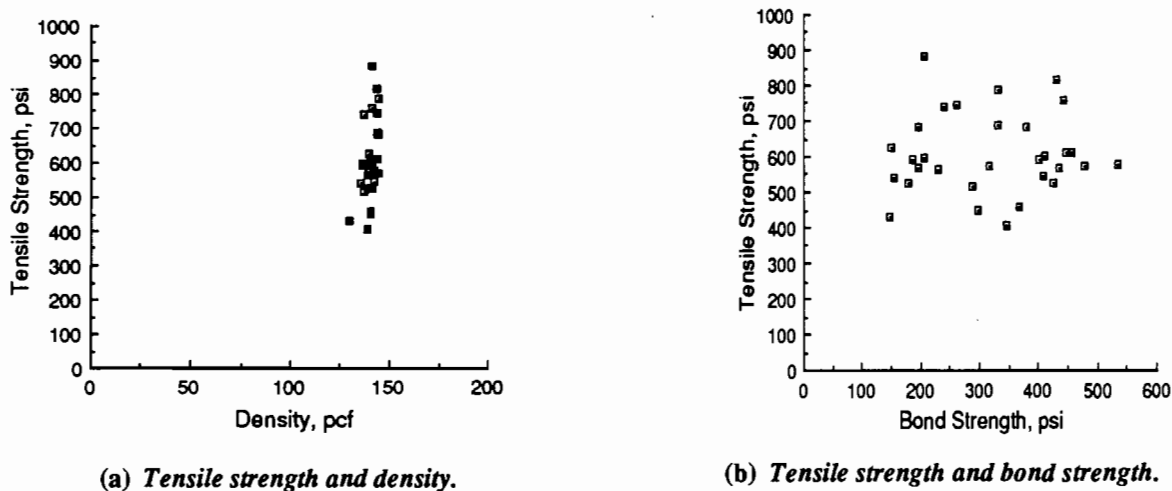 1000
900
800
700
600
500
400
300
200
100
0
Tensile Strength, psi
0 50 100 150 200
Density, pcf
(a) Tensile strength and density.
1000
900
800
700
600
500
400
300
200
100
0
Tensile Strength, psi
0 100 200 300 400 500 600
Bond Strength, psi
(b) Tensile strength and bond strength.